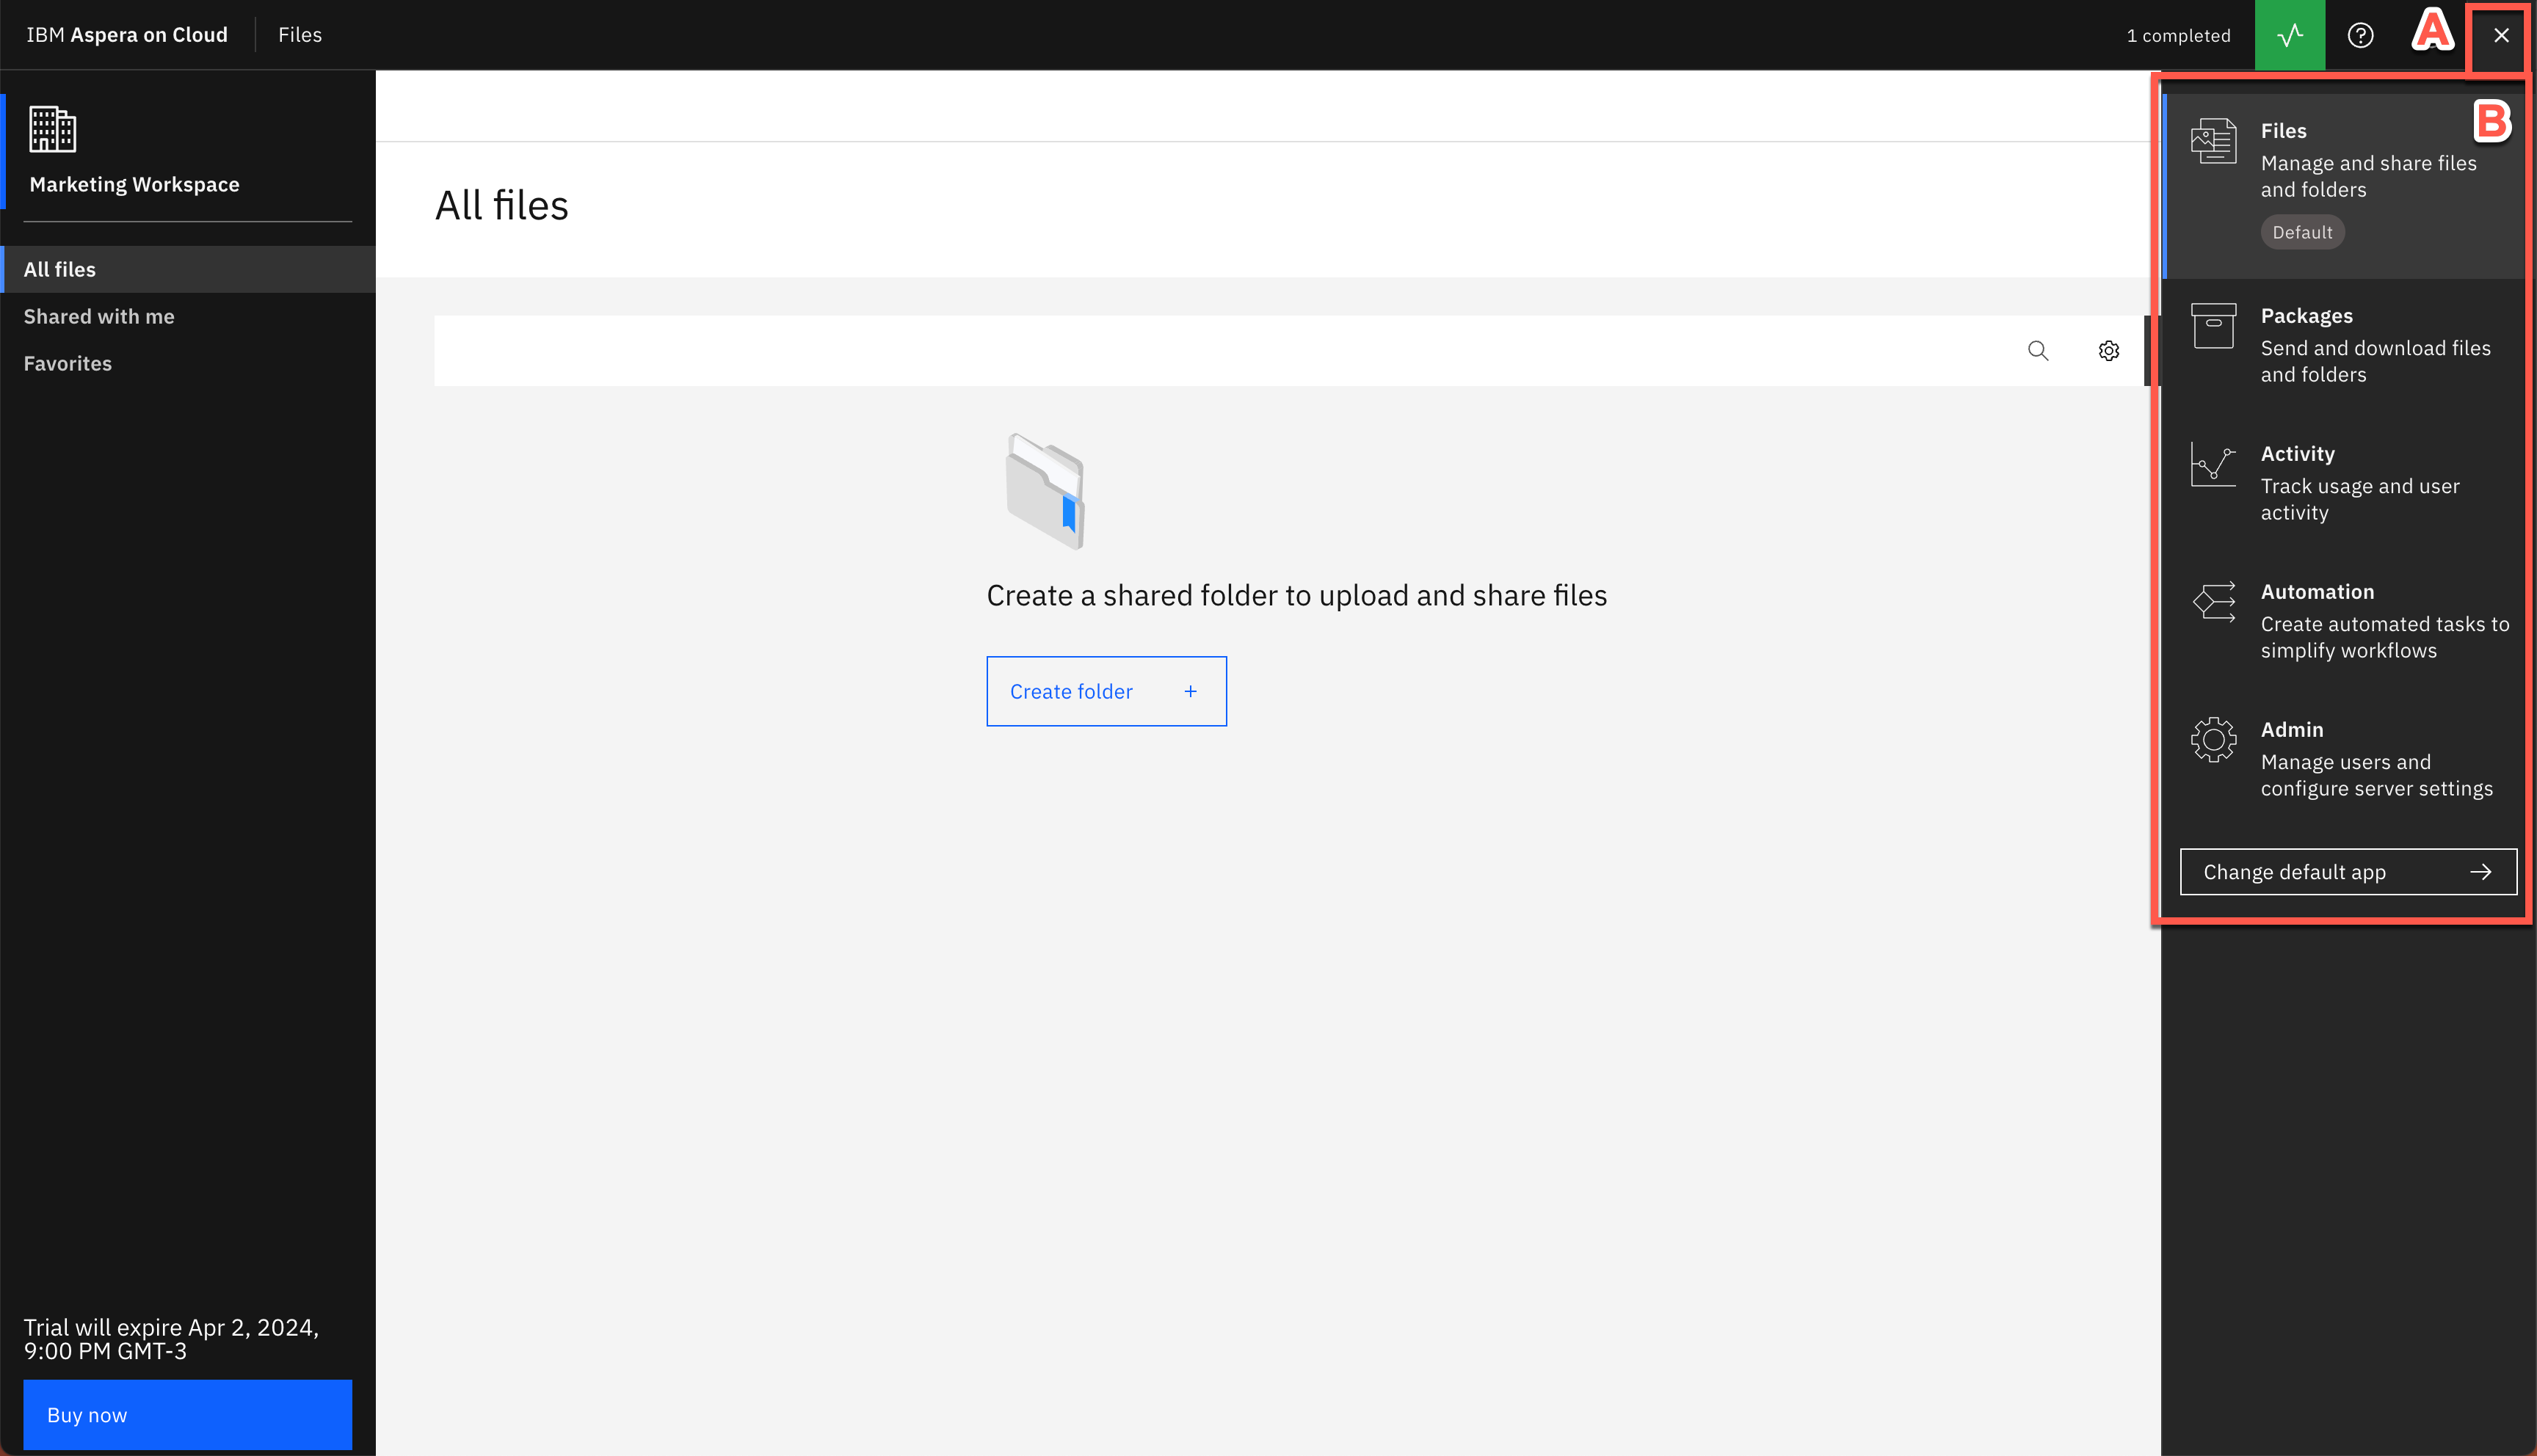 IBM Aspera on Cloud
Files
1 completed
A
B
Marketing Workspace
All files
Shared with me
Favorites
Trial will expire Apr 2, 2024,
9:00 PM GMT-3
Buy now
All files
Create a shared folder to upload and share files
Create folder +
Files
Manage and share files
and folders
Default
Packages
Send and download files
and folders
Activity
Track usage and user
activity
Automation
Create automated tasks to
simplify workflows
Admin
Manage users and
configure server settings
Change default app